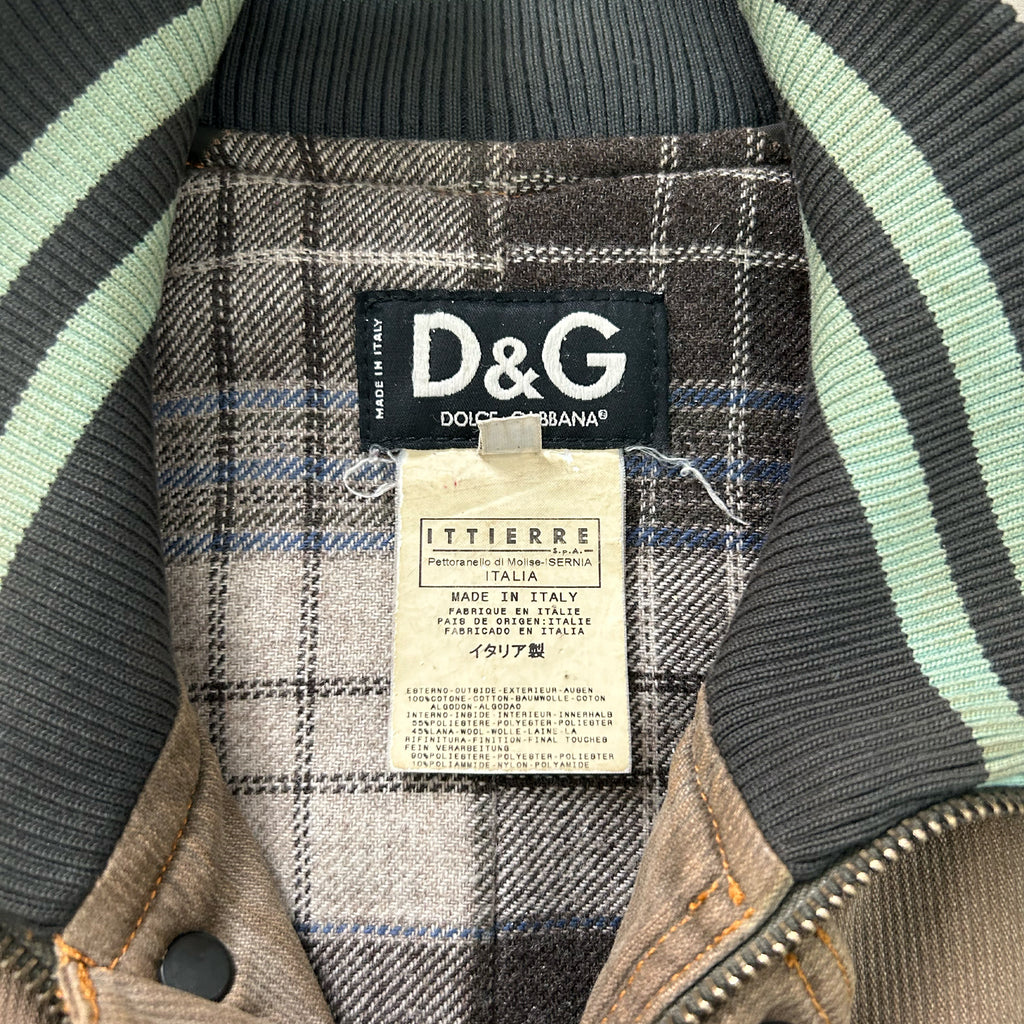 MADE IN ITALY
D&G
DOLCE GABBANA
ITTIERRE
S.p.A.
Pettoranello di Molise-ISERNIA
ITALIA
MADE IN ITALY
FABRIQUE EN ITALIE
PAIS DE ORIGEN:ITALIE
FABRICADO EN ITALIA
イタリア製
ESTERNO-OUTSIDE-EXTERIEUR-AUßEN
100%COTONE-COTTON-BAUMWOLLE-COTON
ALGODON-ALGODAO
INTERNO-INSIDE-INTERIEUR-INNERHALB
55%POLIESTERE-POLYESTER-POLIESTER
45%LANA-WOOL-WOLLE-LAINE-LA
RIFINITURA-FINITION-FINAL TOUCHES
FEIN VERARBEITUNG
90%POLIESTERE-POLYESTER-POLIESTER
10%POLIAMMIDE-NYLON-POLYAMIDE